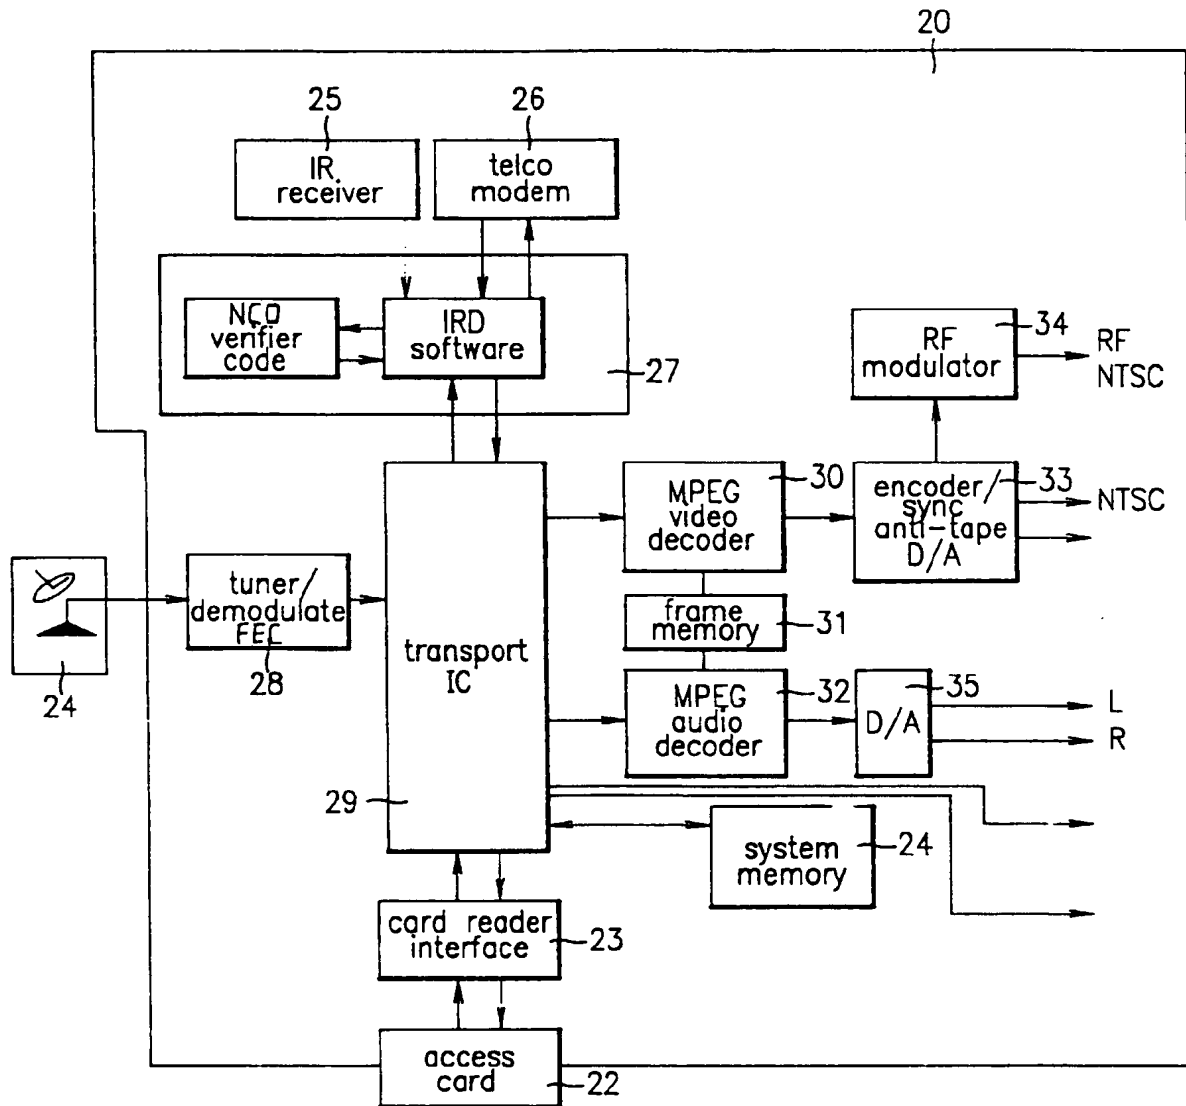 20
25
26
IR
receiver
telco
modem
NCO
verifier
code
IRD
software
27
RF
modulator
34
RF
NTSC
MPEG
video
decoder
30
encoder/
sync
anti-tape
D/A
33
NTSC
tuner/
demodulate
FEC
28
24
transport
IC
29
frame
memory
31
MPEG
audio
decoder
32
D/A
35
L
R
system
memory
24
card reader
interface
23
access
card
22